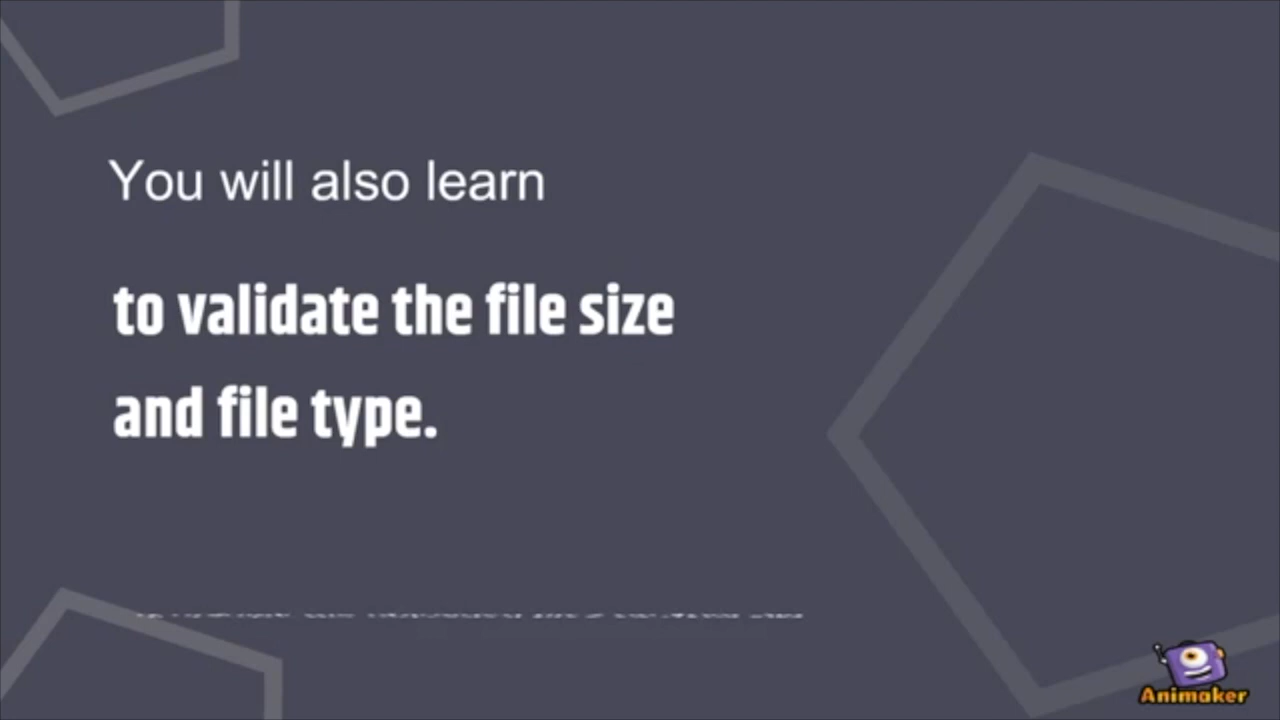 You will also learn
to validate the file size
and file type.
Animaker